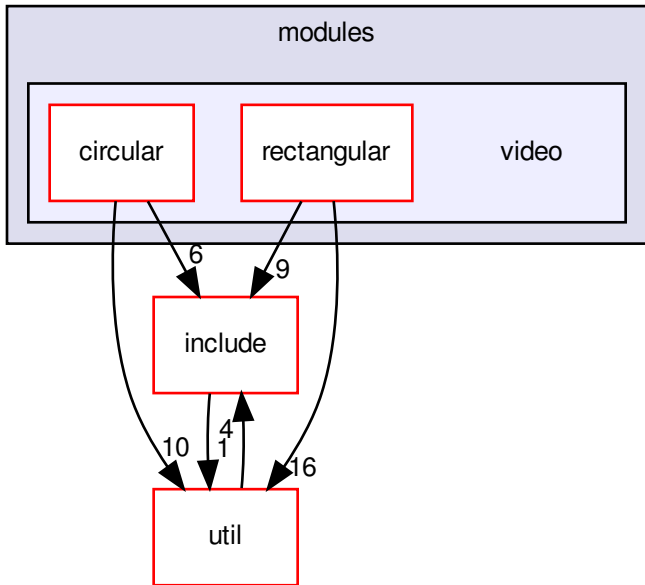 modules
circular
rectangular
video
6
9
include
4
10
1
16
util